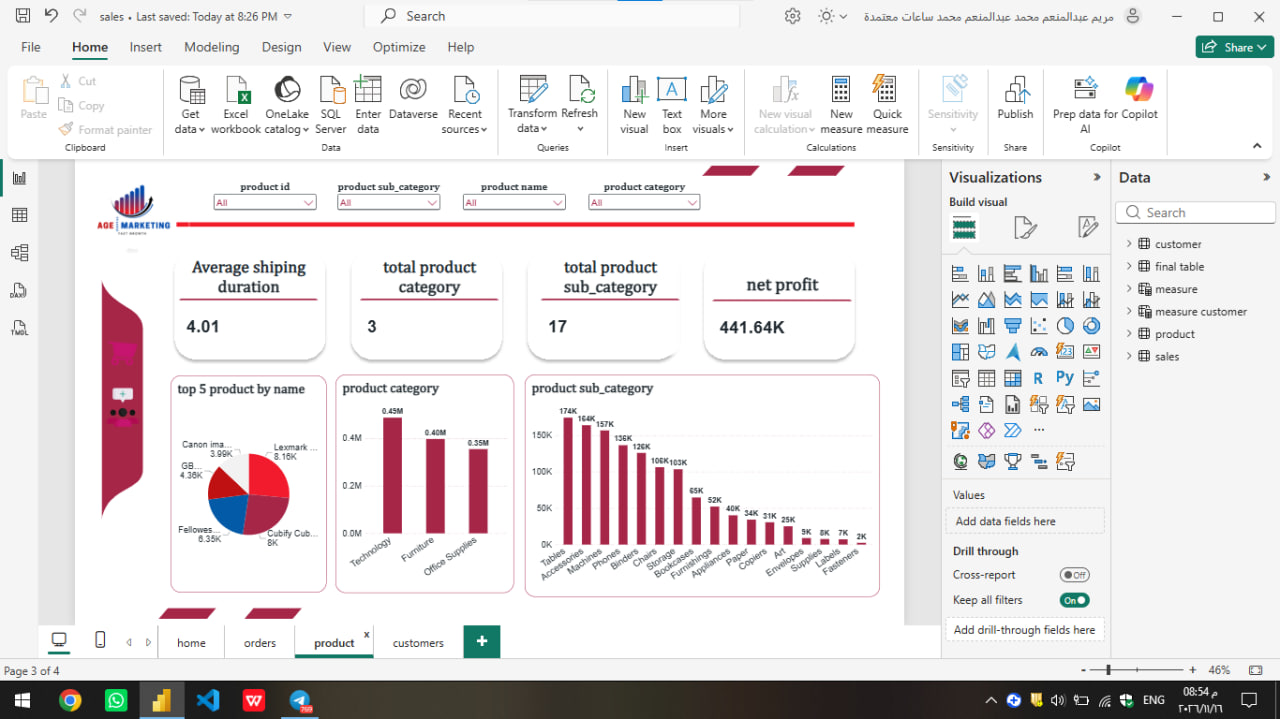 sales • Last saved: Today at 8:26 PM
Search
مريم عبدالمنعم محمد عبدالمنعم محمد ساعات معتمدة
File Home Insert Modeling Design View Optimize Help
Share
Paste
Cut
Copy
Format painter
Clipboard
Get data
Excel workbook
OneLake catalog
SQL Server
Enter data
Dataverse
Recent sources
Data
Transform data
Refresh
Queries
New visual
Text box
More visuals
Insert
New visual calculation
New measure
Quick measure
Calculations
Sensitivity
Sensitivity
Publish
Share
Prep data for AI
Copilot
Copilot
AGE MARKETING
FAST GROWTH
product id
All
product sub_category
All
product name
All
product category
All
Average shiping duration
4.01
total product category
3
total product sub_category
17
net profit
441.64K
top 5 product by name
Canon ima...
3.99K
GB...
4.36K
Fellowes ...
6.35K
Lexmark ...
8.16K
Cubify Cub...
8K
product category
0.4M
0.2M
0.0M
0.49M
0.40M
0.35M
Technology
Furniture
Office Supplies
product sub_category
150K
100K
50K
0K
174K
164K
157K
136K
126K
106K
103K
65K
52K
40K
34K
31K
25K
9K
8K
7K
2K
Tables
Accessories
Machines
Phones
Binders
Chairs
Storage
Bookcases
Furnishings
Appliances
Paper
Copiers
Art
Envelopes
Supplies
Labels
Fasteners
Visualizations
Build visual
R
Py
123
Values
Add data fields here
Drill through
Cross-report
Off
Keep all filters
On
Add drill-through fields here
Data
Search
customer
final table
measure
measure customer
product
sales
home
orders
product
x
customers
+
Page 3 of 4
- + 46%
769
ENG
08:54 م